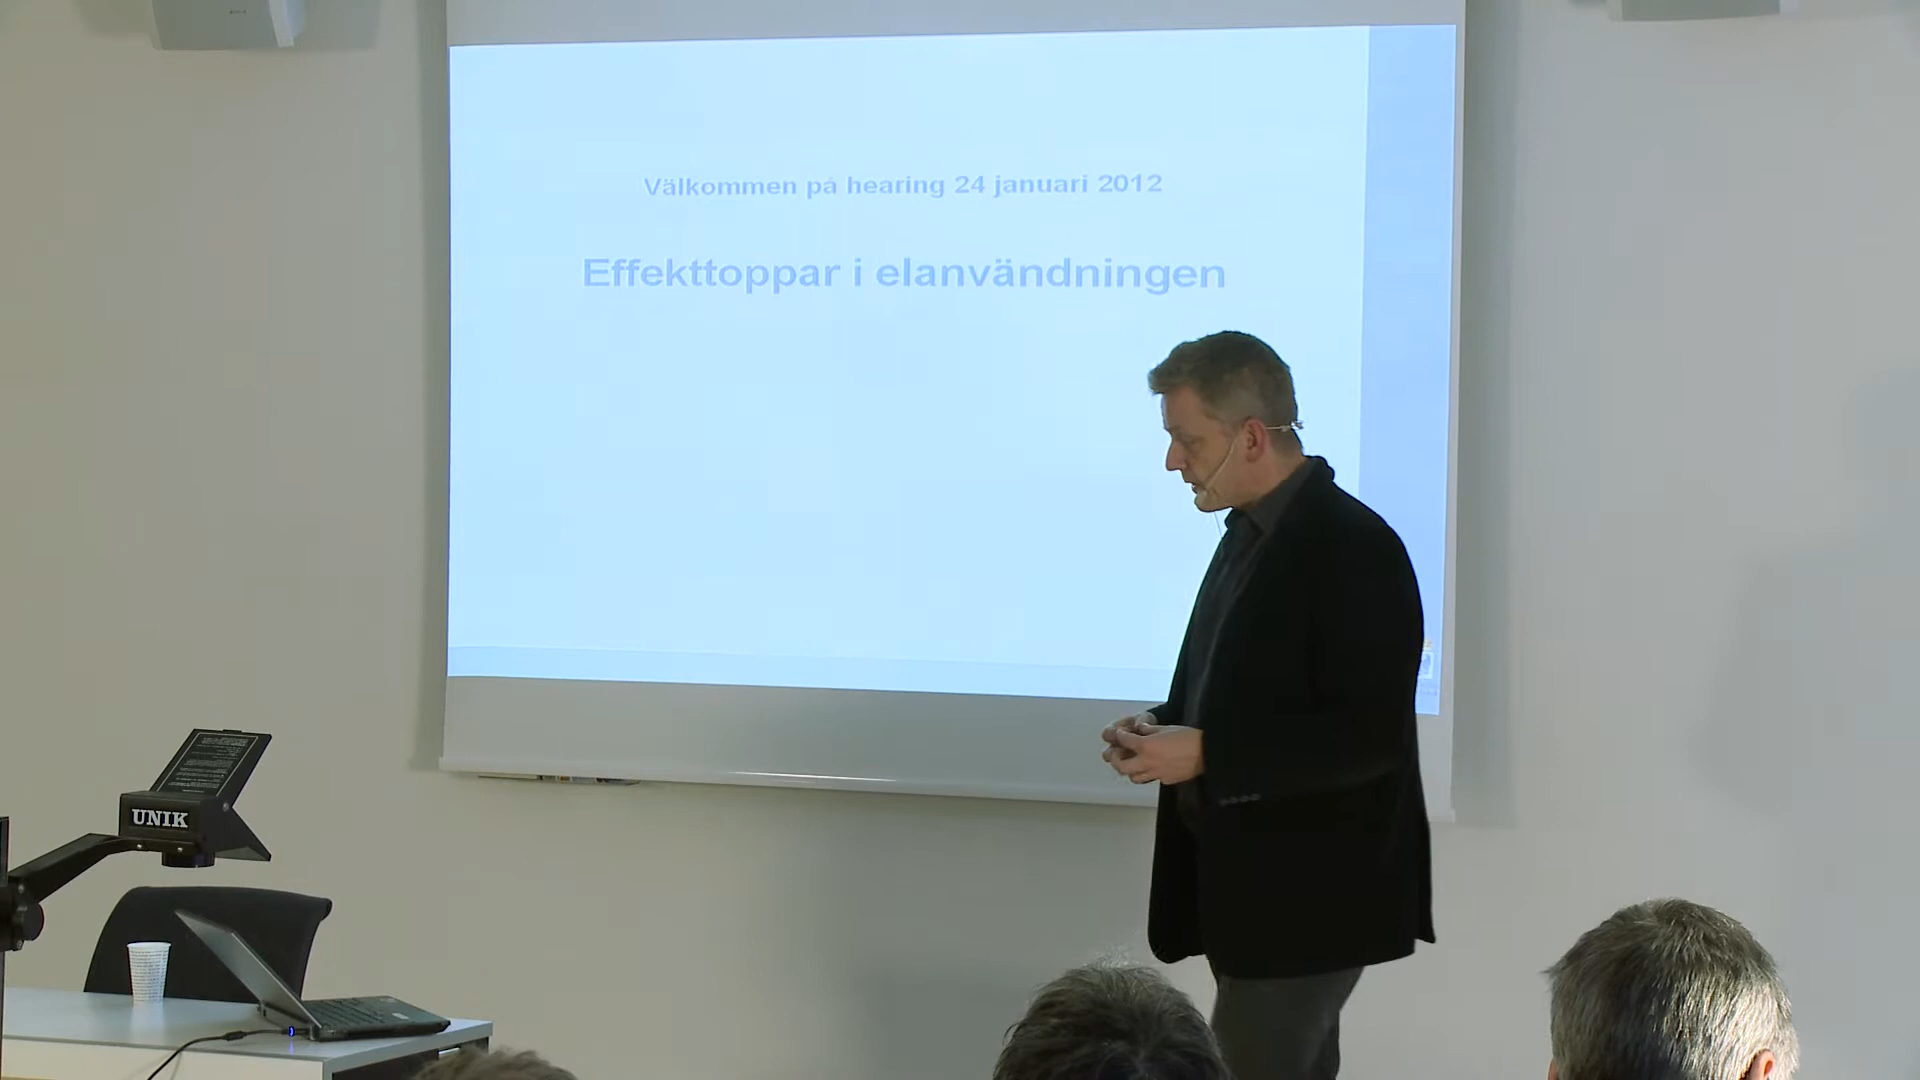 Välkommen på hearing 24 januari 2012
Effekttoppar i elanvändningen
UNIK